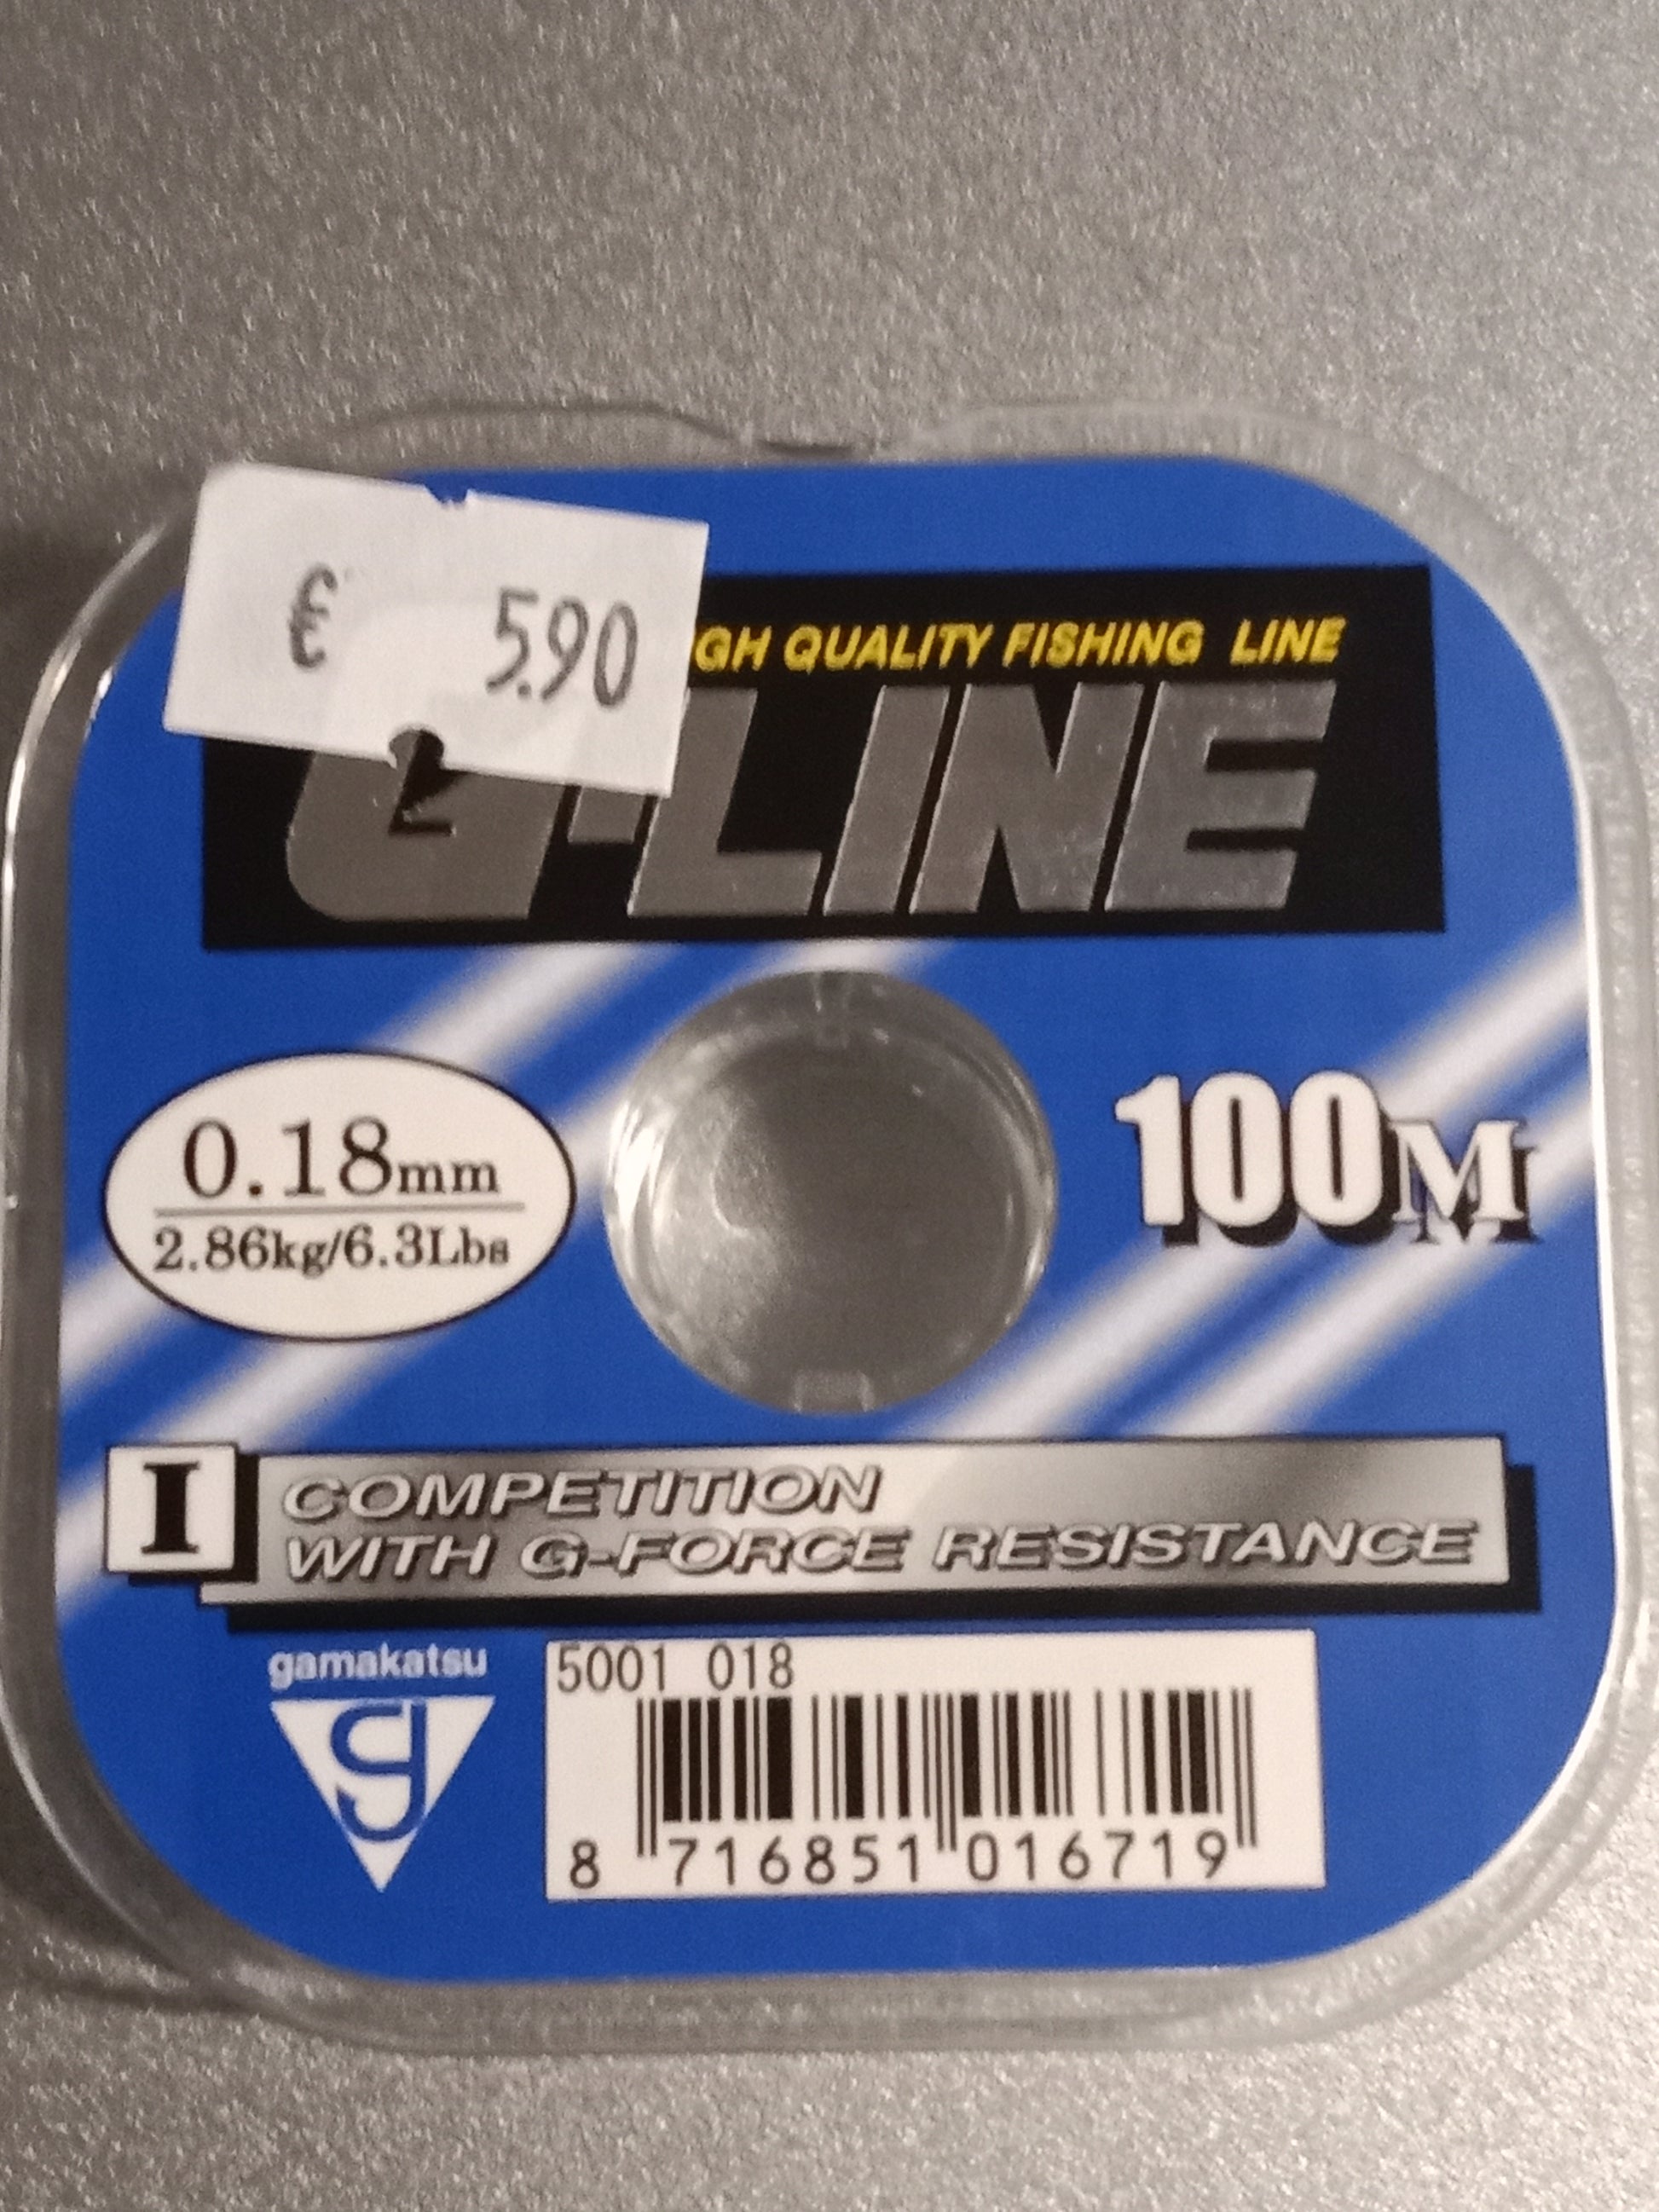 € 5.90
GH QUALITY FISHING LINE
G-LINE
0.18mm
2.86kg/6.3Lbs
100M
I
COMPETITION
WITH G-FORCE RESISTANCE
gamakatsu
g
5001 018
8 716851 016719